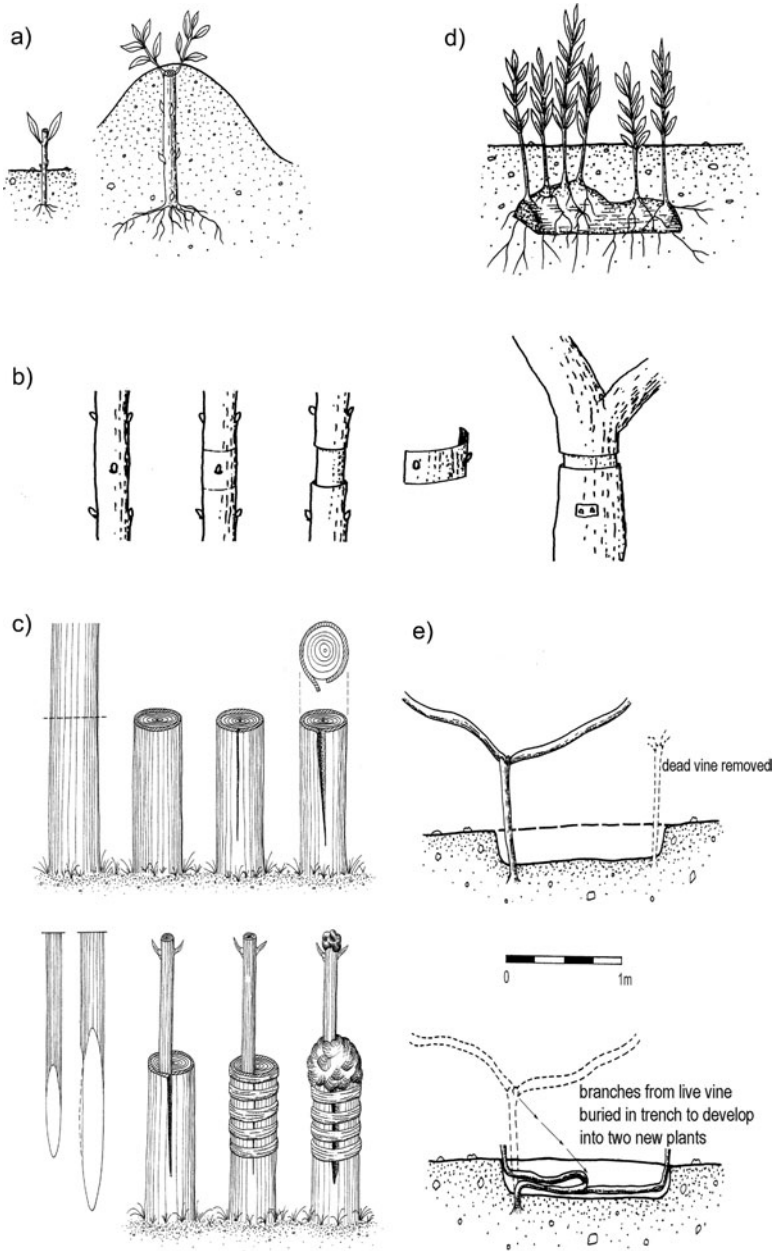 a)
d)
b)
c)
e)
dead vine removed
0 1m
branches from live vine
buried in trench to develop
into two new plants